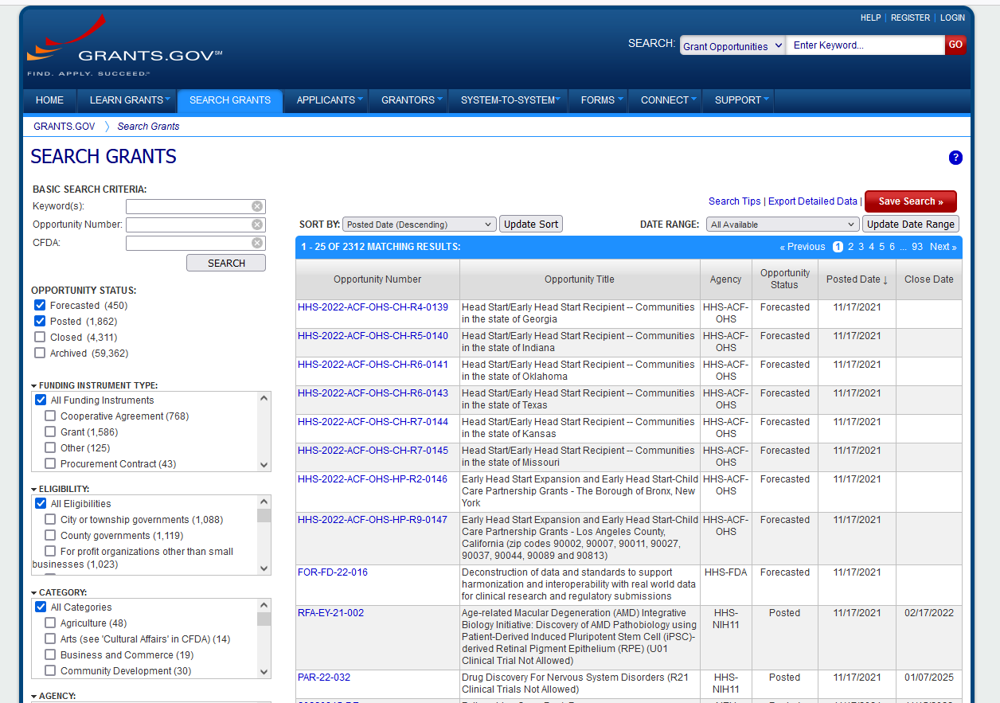 HELP | REGISTER | LOGIN
GRANTS.GOV℠
FIND. APPLY. SUCCEED.℠
SEARCH: Grant Opportunities Enter Keyword... GO
HOME LEARN GRANTS SEARCH GRANTS APPLICANTS GRANTORS SYSTEM-TO-SYSTEM FORMS CONNECT SUPPORT
GRANTS.GOV 〉 Search Grants
SEARCH GRANTS
?
BASIC SEARCH CRITERIA:
Keyword(s):
Opportunity Number:
CFDA:
SEARCH
OPPORTUNITY STATUS:
Forecasted (450)
Posted (1,862)
Closed (4,311)
Archived (59,362)
FUNDING INSTRUMENT TYPE:
All Funding Instruments
Cooperative Agreement (768)
Grant (1,586)
Other (125)
Procurement Contract (43)
ELIGIBILITY:
All Eligibilities
City or township governments (1,088)
County governments (1,119)
For profit organizations other than small
businesses (1,023)
CATEGORY:
All Categories
Agriculture (48)
Arts (see 'Cultural Affairs' in CFDA) (14)
Business and Commerce (19)
Community Development (30)
AGENCY:
Search Tips | Export Detailed Data | Save Search »
SORT BY: Posted Date (Descending) Update Sort DATE RANGE: All Available Update Date Range
1 - 25 OF 2312 MATCHING RESULTS: « Previous 1 2 3 4 5 6 ... 93 Next »
Opportunity Number Opportunity Title Agency Opportunity Status Posted Date ↓ Close Date
HHS-2022-ACF-OHS-CH-R4-0139 Head Start/Early Head Start Recipient -- Communities HHS-ACF- Forecasted 11/17/2021
in the state of Georgia OHS
HHS-2022-ACF-OHS-CH-R5-0140 Head Start/Early Head Start Recipient -- Communities HHS-ACF- Forecasted 11/17/2021
in the state of Indiana OHS
HHS-2022-ACF-OHS-CH-R6-0141 Head Start/Early Head Start Recipient -- Communities HHS-ACF- Forecasted 11/17/2021
in the state of Oklahoma OHS
HHS-2022-ACF-OHS-CH-R6-0143 Head Start/Early Head Start Recipient -- Communities HHS-ACF- Forecasted 11/17/2021
in the state of Texas OHS
HHS-2022-ACF-OHS-CH-R7-0144 Head Start/Early Head Start Recipient -- Communities HHS-ACF- Forecasted 11/17/2021
in the state of Kansas OHS
HHS-2022-ACF-OHS-CH-R7-0145 Head Start/Early Head Start Recipient -- Communities HHS-ACF- Forecasted 11/17/2021
in the state of Missouri OHS
HHS-2022-ACF-OHS-HP-R2-0146 Early Head Start Expansion and Early Head Start-Child HHS-ACF- Forecasted 11/17/2021
Care Partnership Grants - The Borough of Bronx, New OHS
York
HHS-2022-ACF-OHS-HP-R9-0147 Early Head Start Expansion and Early Head Start-Child HHS-ACF- Forecasted 11/17/2021
Care Partnership Grants - Los Angeles County, OHS
California (zip codes 90002, 90007, 90011, 90027,
90037, 90044, 90089 and 90813)
FOR-FD-22-016 Deconstruction of data and standards to support HHS-FDA Forecasted 11/17/2021
harmonization and interoperability with real world data
for clinical research and regulatory submissions
RFA-EY-21-002 Age-related Macular Degeneration (AMD) Integrative HHS- Posted 11/17/2021 02/17/2022
Biology Initiative: Discovery of AMD Pathobiology using NIH11
Patient-Derived Induced Pluripotent Stem Cell (iPSC)-
derived Retinal Pigment Epithelium (RPE) (U01
Clinical Trial Not Allowed)
PAR-22-032 Drug Discovery For Nervous System Disorders (R21 HHS- Posted 11/17/2021 01/07/2025
Clinical Trials Not Allowed) NIH11